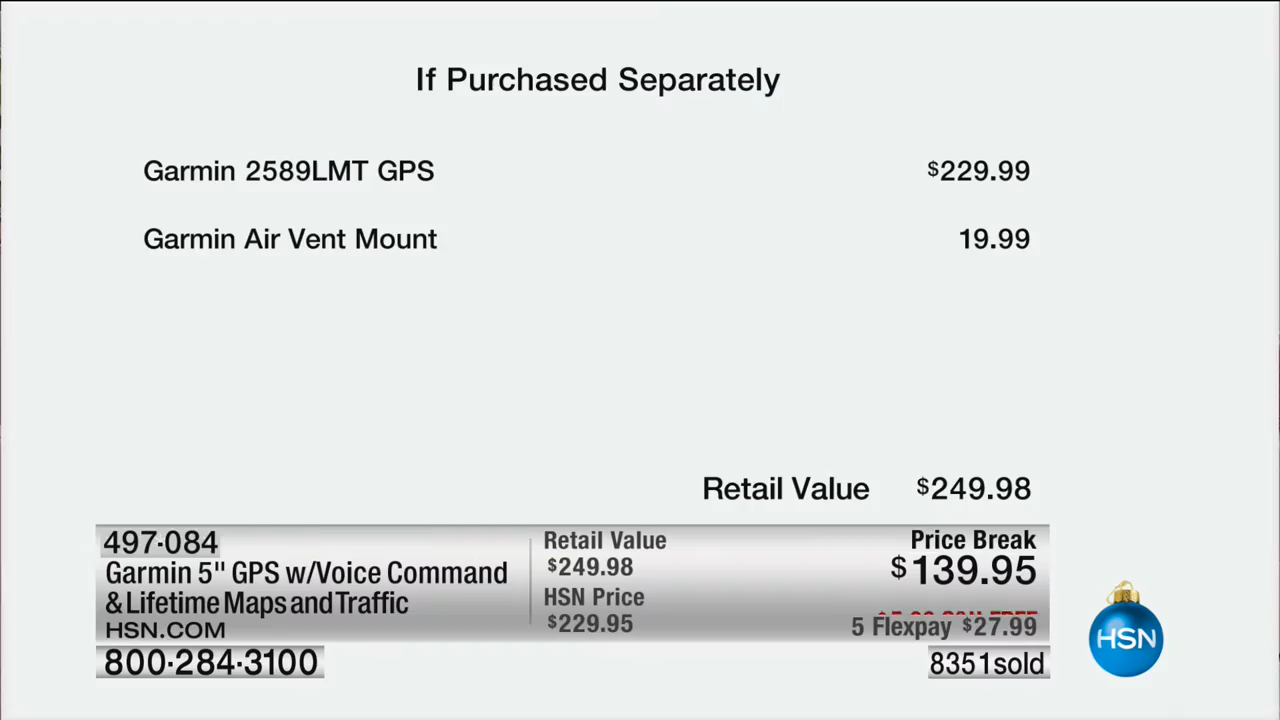 If Purchased Separately
Garmin 2589LMT GPS $229.99
Garmin Air Vent Mount 19.99
Retail Value $249.98
497·084
Garmin 5" GPS w/Voice Command
& Lifetime Maps and Traffic
HSN.COM
800·284·3100
Retail Value
$249.98
HSN Price
$229.95
Price Break
$139.95
5 Flexpay $27.99
8351sold
HSN